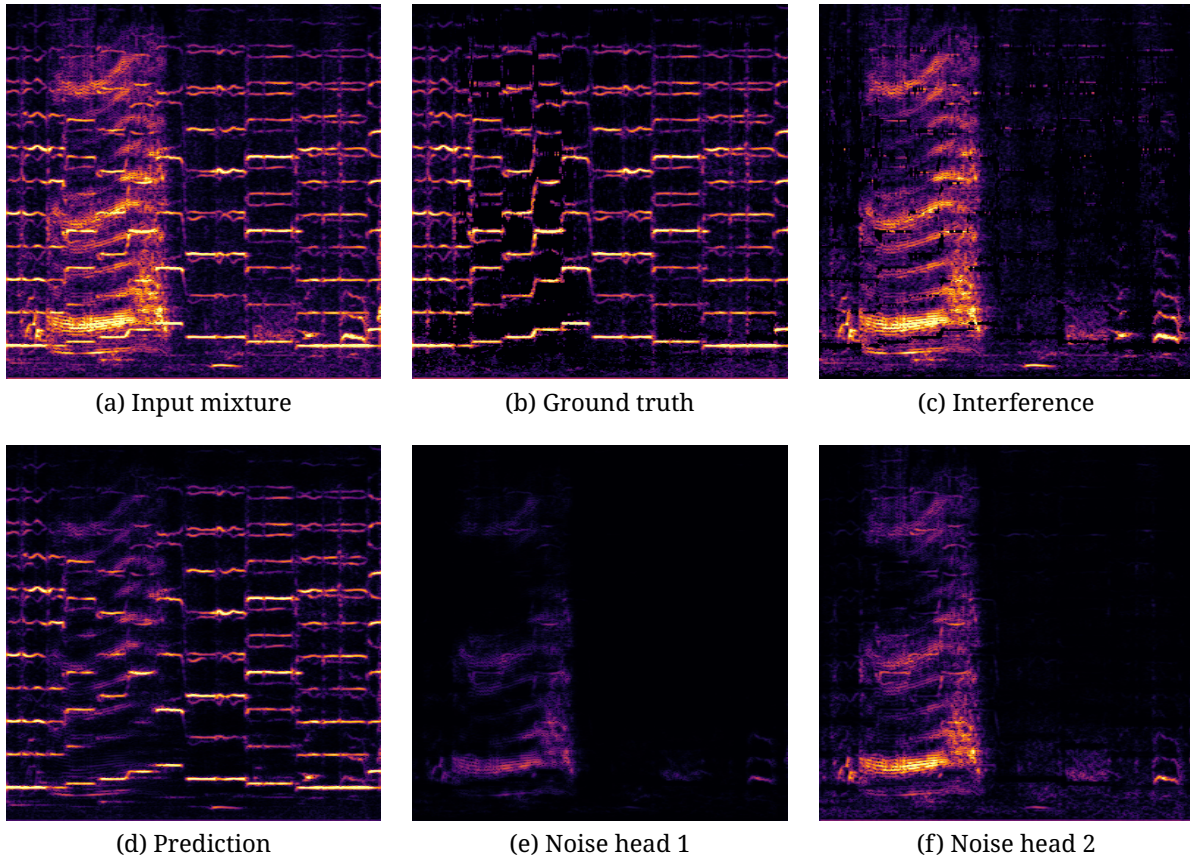 (a) Input mixture
(b) Ground truth
(c) Interference
(d) Prediction
(e) Noise head 1
(f) Noise head 2